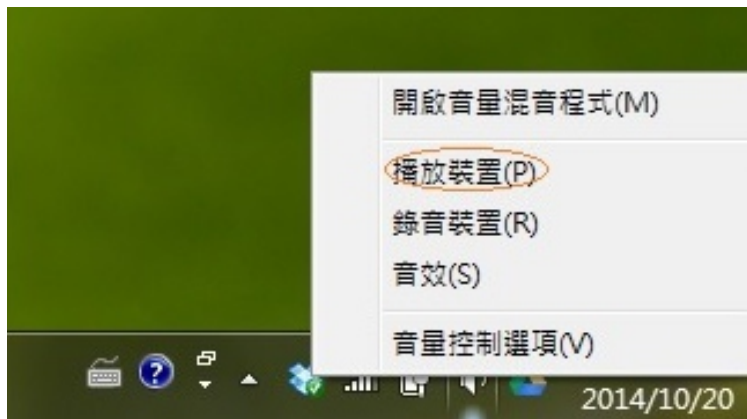 開啟音量混音程式(M)
播放裝置(P)
錄音裝置(R)
音效(S)
音量控制選項(V)
2014/10/20